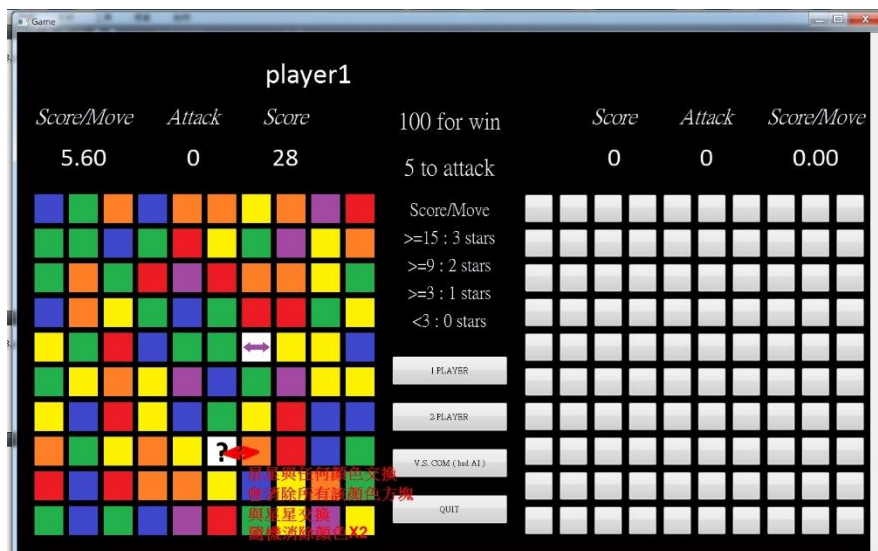 Game
player1
Score/Move Attack Score
5.60 0 28
100 for win
5 to attack
Score Attack Score/Move
0 0 0.00
Score/Move
>=15 : 3 stars
>=9 : 2 stars
>=3 : 1 stars
<3 : 0 stars
1 PLAYER
2 PLAYER
V.S. COM ( bad AI )
QUIT
?
星星與任何顏色交換
會消除所有該顏色方塊
與星星交換
隨機消除顏色X2